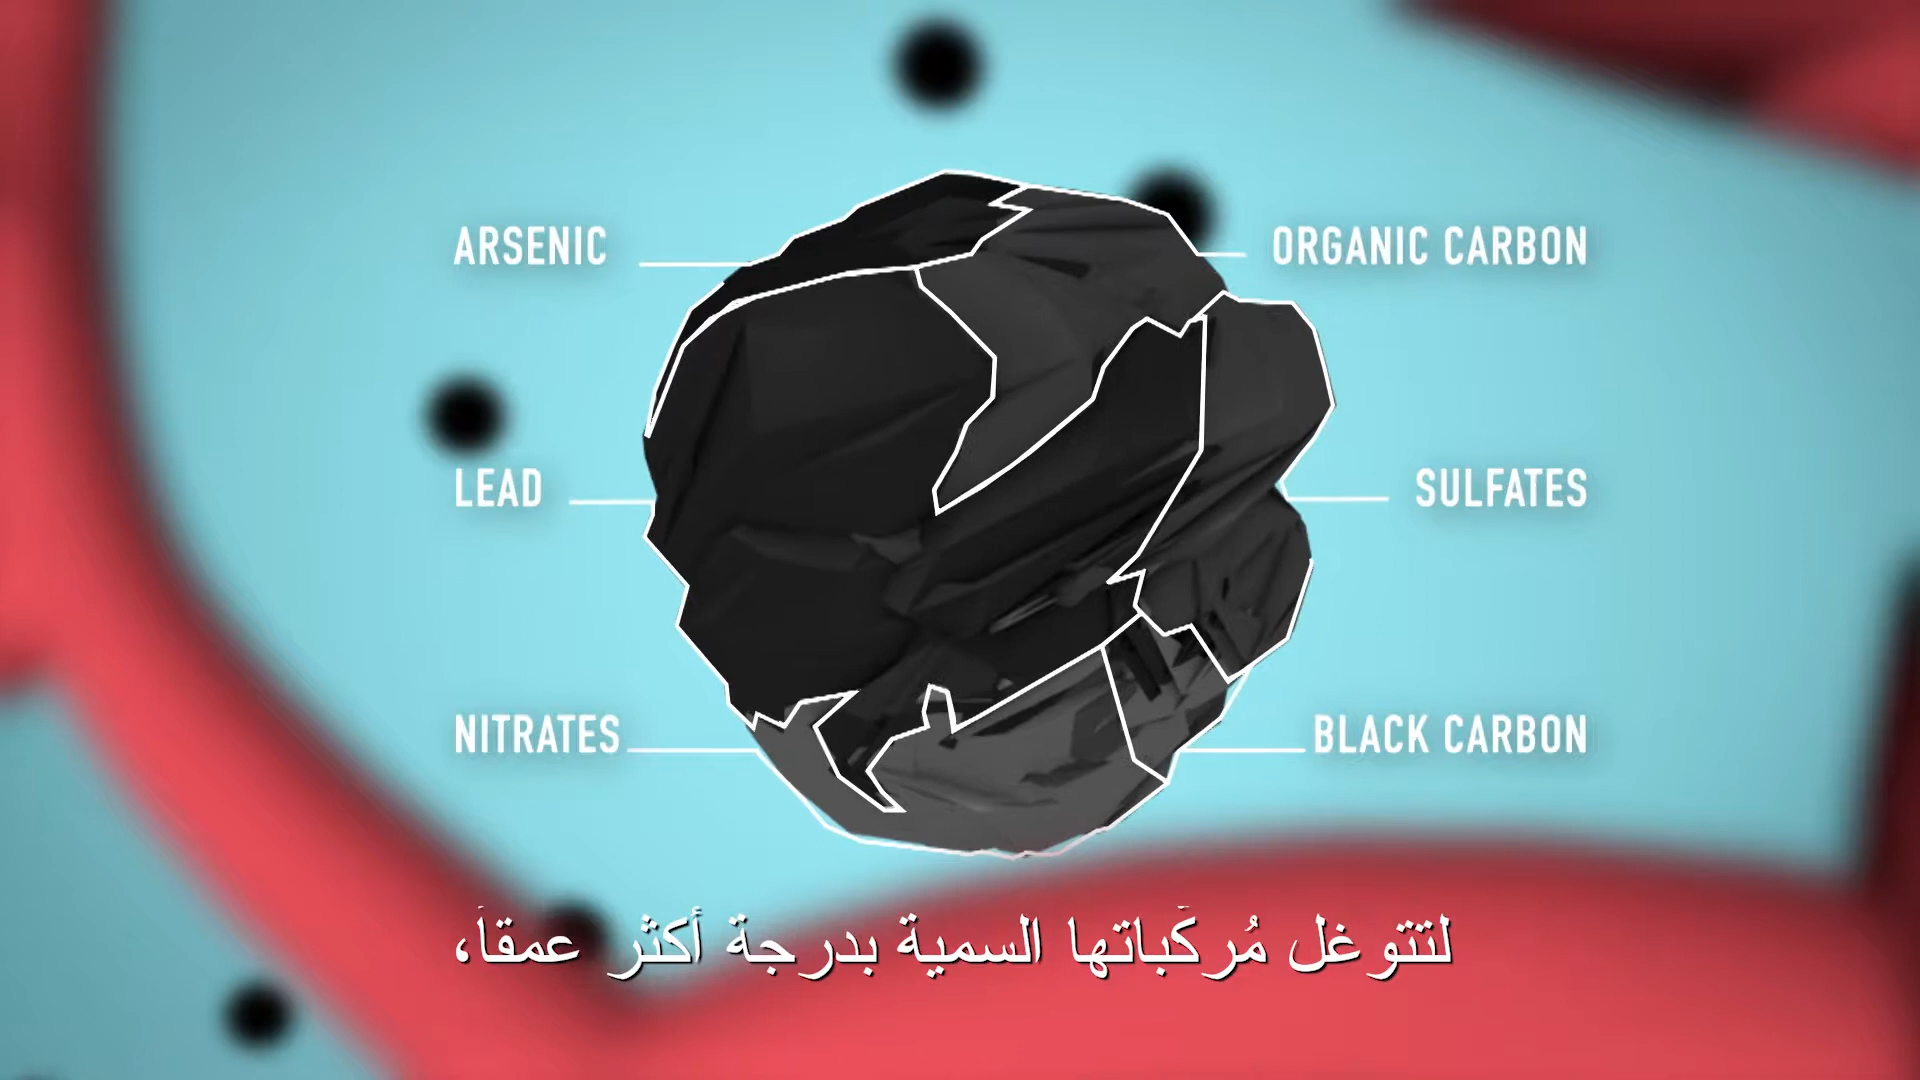 ARSENIC
ORGANIC CARBON
LEAD
SULFATES
NITRATES
BLACK CARBON
لتتوغل مُركَّباتها السمية بدرجة أكثر عمقاً،